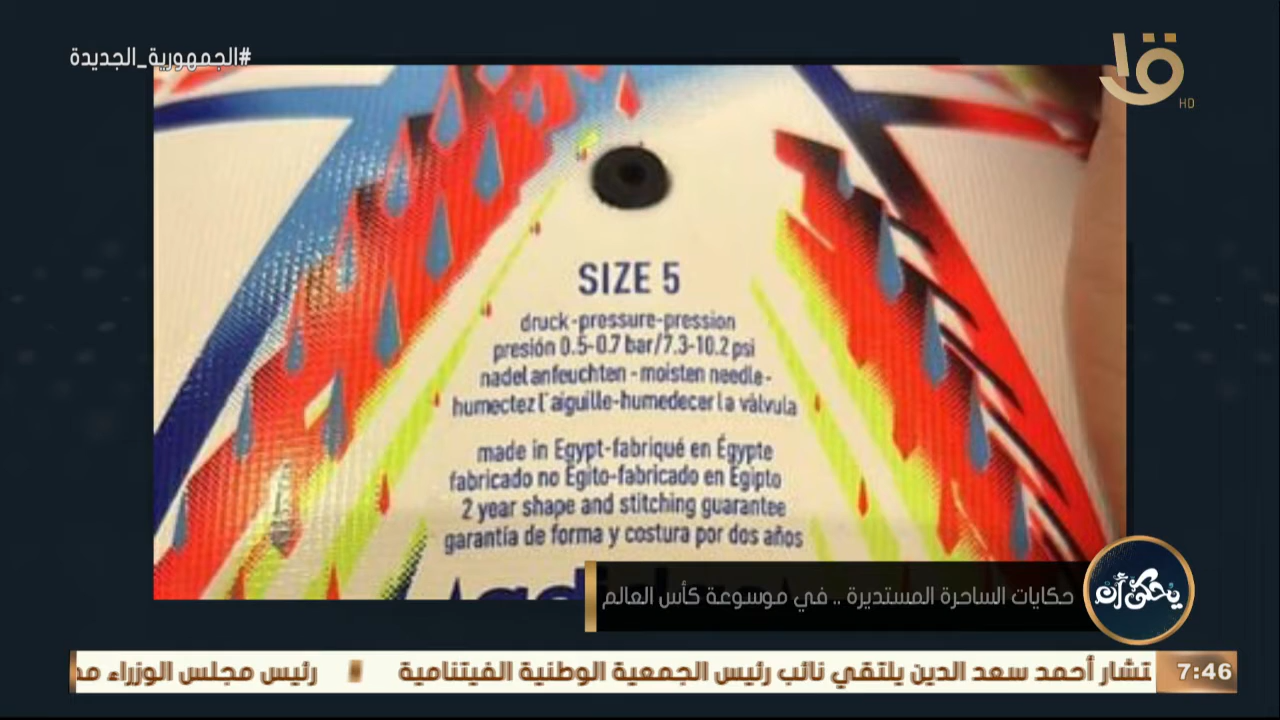 #الجمهورية_الجديدة
HD
SIZE 5
druck-pressure-pression
presión 0.5-0.7 bar/7.3-10.2 psi
nadel anfeuchten - moisten needle-
humectez l'aiguille-humedecer la válvula
made in Egypt-fabriqué en Égypte
fabricado no Egito-fabricado en Egipto
2 year shape and stitching guarantee
garantía de forma y costura por dos años
حكايات الساحرة المستديرة .. في موسوعة كأس العالم
يحكى أن
تشار أحمد سعد الدين يلتقي نائب رئيس الجمعية الوطنية الفيتنامية
رئيس مجلس الوزراء
7:46